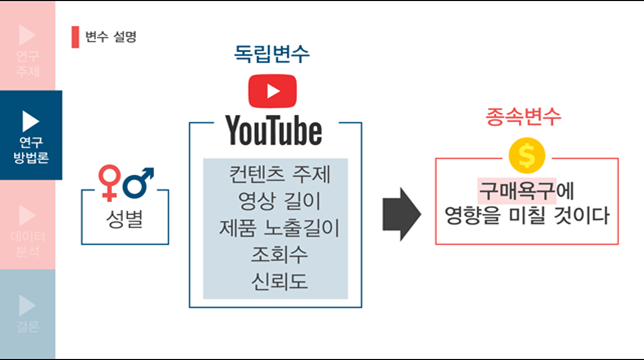 연구
주제
연구
방법론
데이터
분석
결론
변수 설명
성별
독립변수
YouTube
컨텐츠 주제
영상 길이
제품 노출길이
조회수
신뢰도
종속변수
$
구매욕구에
영향을 미칠 것이다